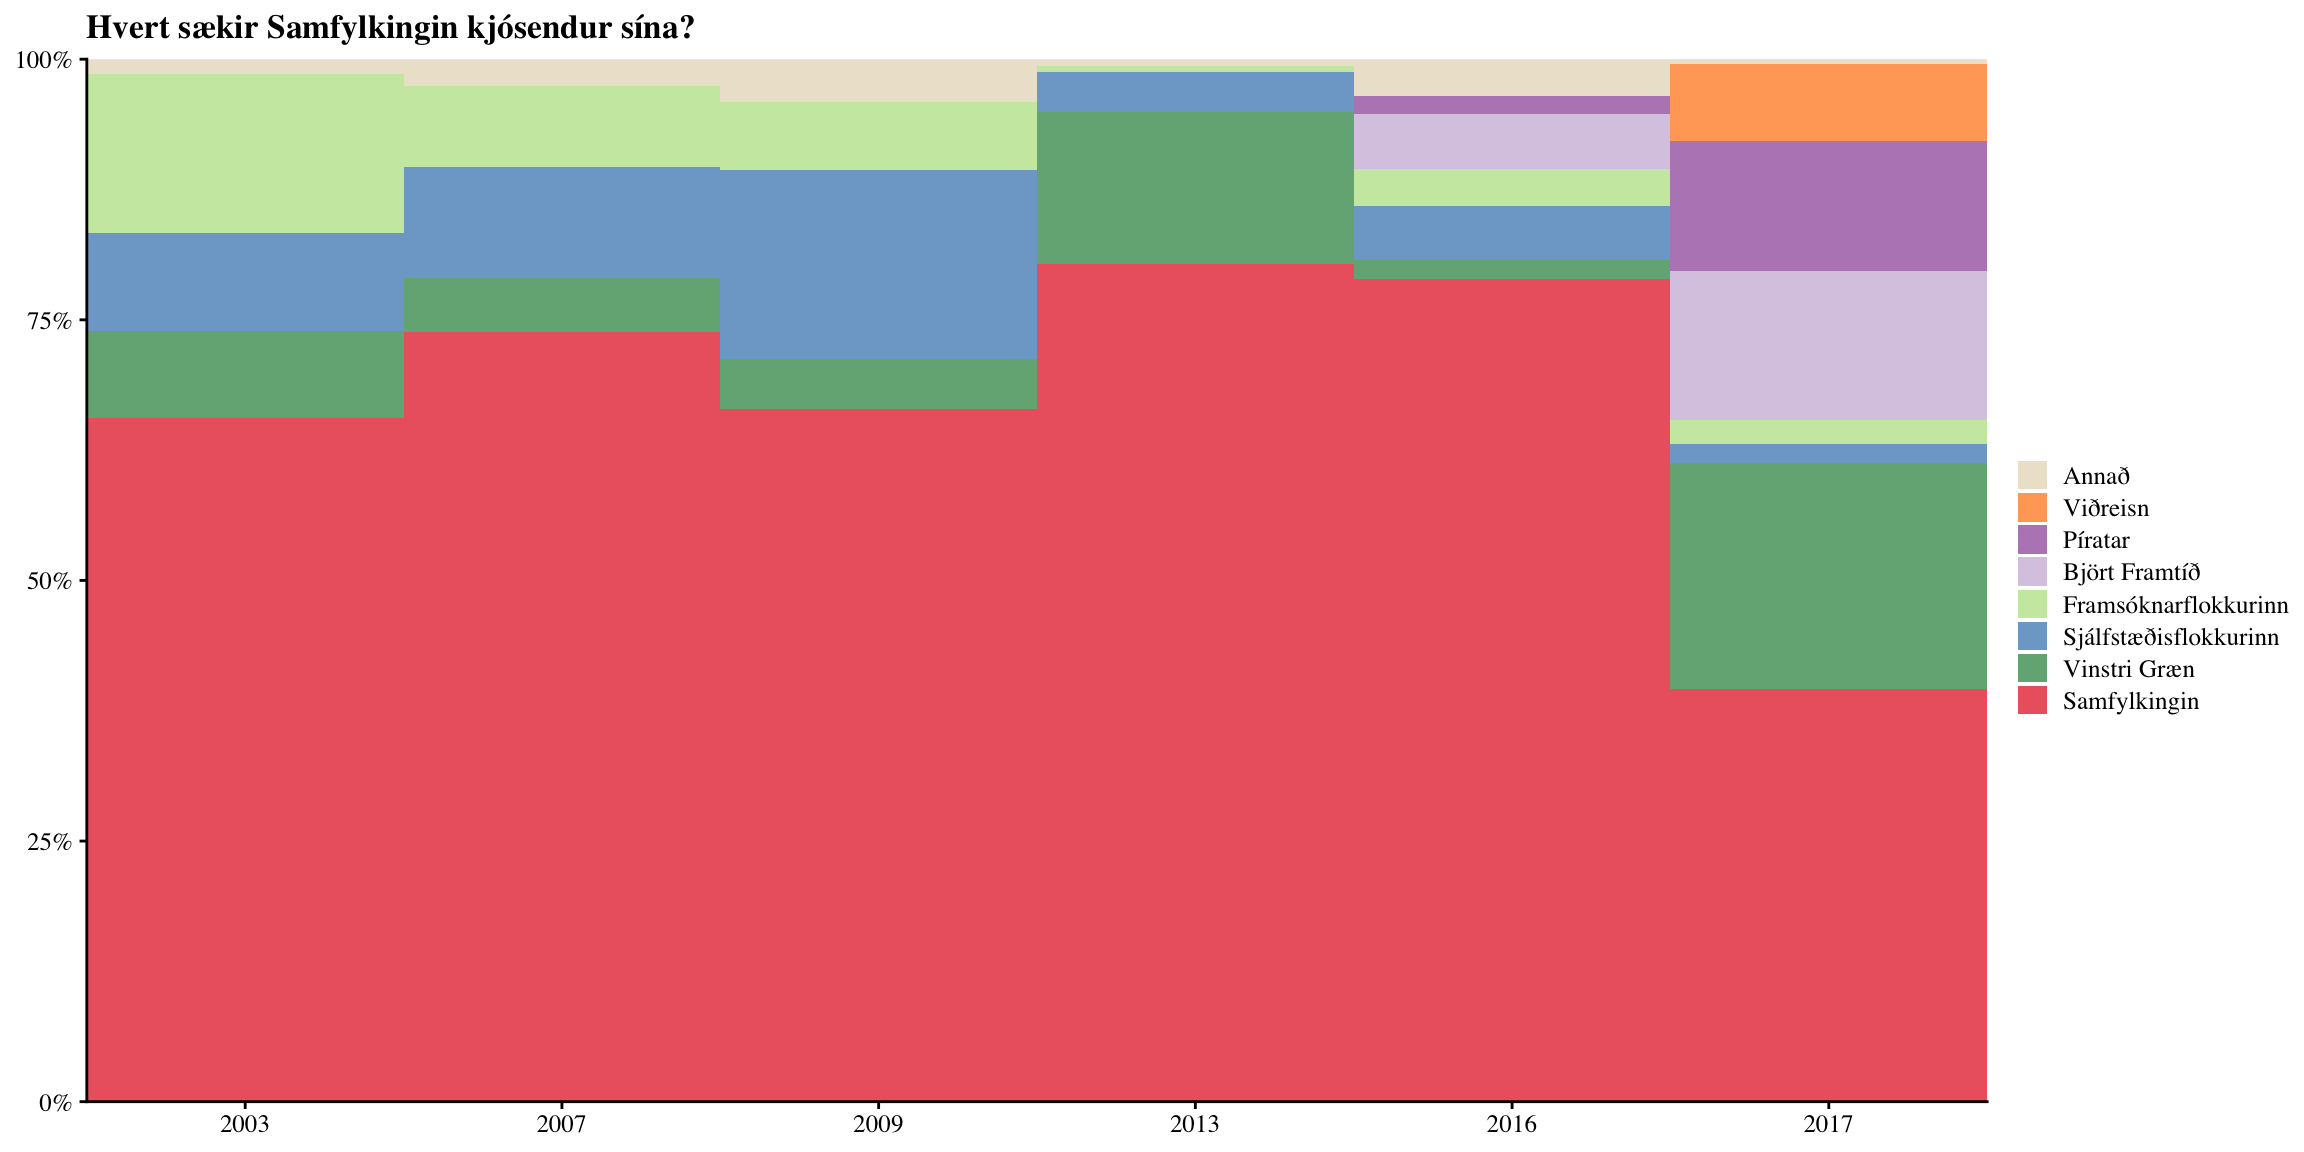 Hvert sækir Samfylkingin kjósendur sína?
100%
75%
50%
25%
0%
2003
2007
2009
2013
2016
2017
Annað
Viðreisn
Píratar
Björt Framtíð
Framsóknarflokkurinn
Sjálfstæðisflokkurinn
Vinstri Græn
Samfylkingin